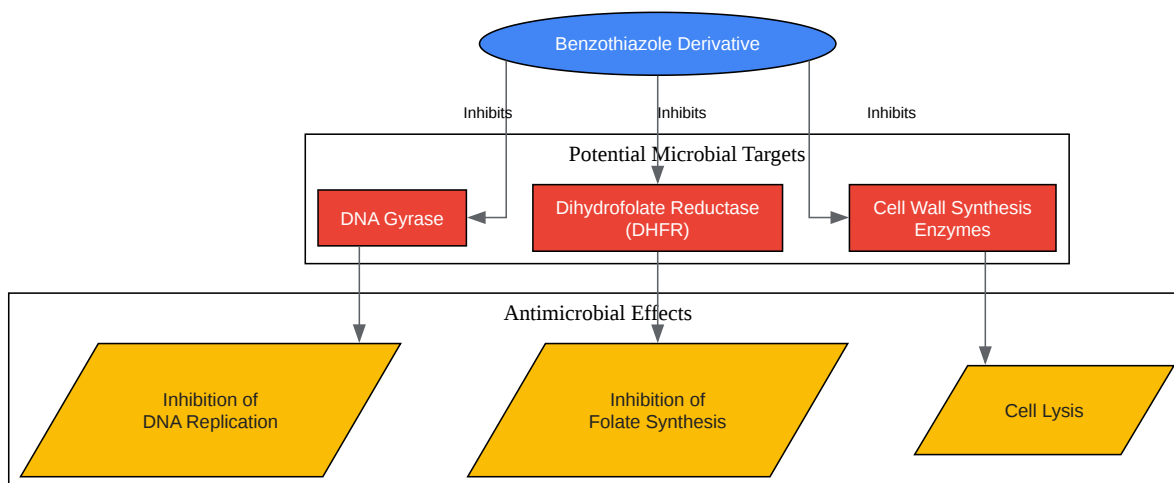 Benzothiazole Derivative
Inhibits
Inhibits
Inhibits
Potential Microbial Targets
DNA Gyrase
Dihydrofolate Reductase
(DHFR)
Cell Wall Synthesis
Enzymes
Antimicrobial Effects
Inhibition of
DNA Replication
Inhibition of
Folate Synthesis
Cell Lysis